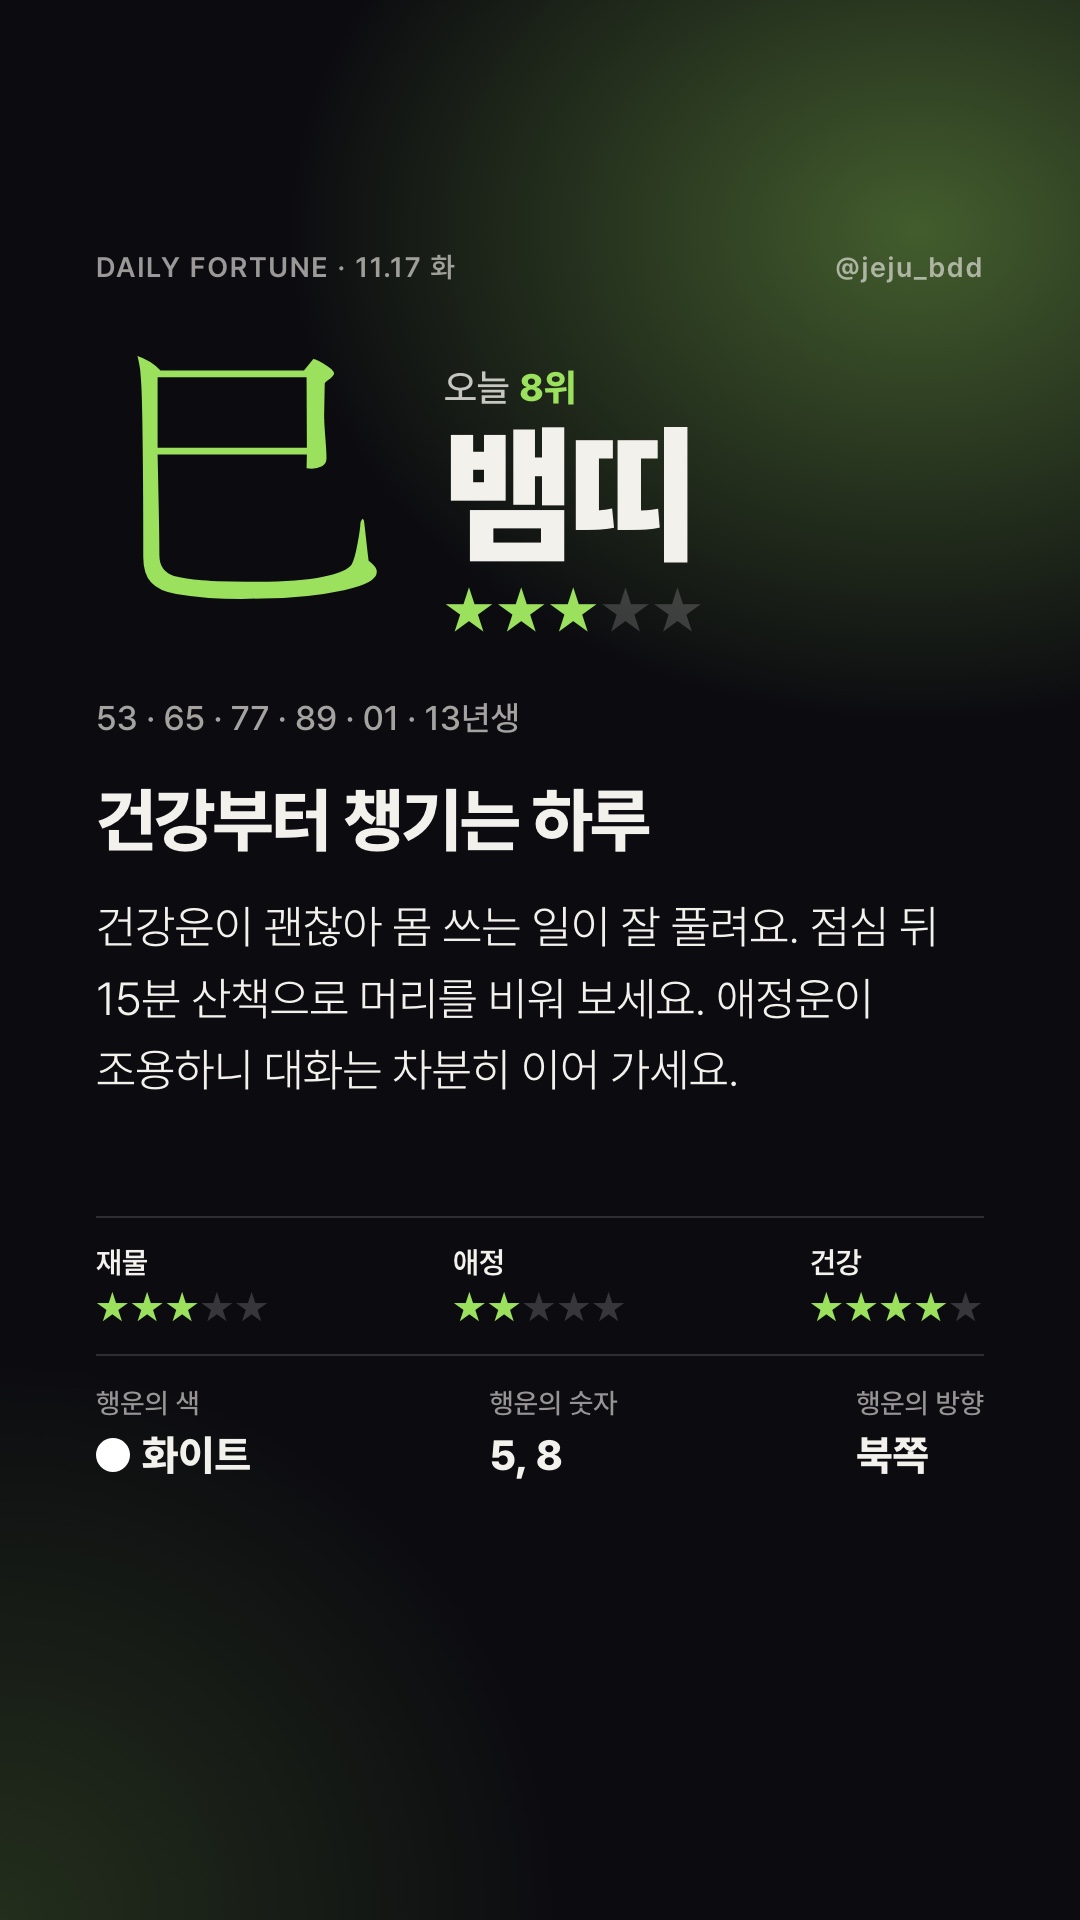 DAILY FORTUNE · 11.17 화
@jeju_bdd
巳
오늘 8위
뱀띠
★★★★★
53 · 65 · 77 · 89 · 01 · 13년생
건강부터 챙기는 하루
건강운이 괜찮아 몸 쓰는 일이 잘 풀려요. 점심 뒤
15분 산책으로 머리를 비워 보세요. 애정운이
조용하니 대화는 차분히 이어 가세요.
재물 애정 건강
★★★★★ ★★★★★ ★★★★★
행운의 색 행운의 숫자 행운의 방향
화이트 5, 8 북쪽